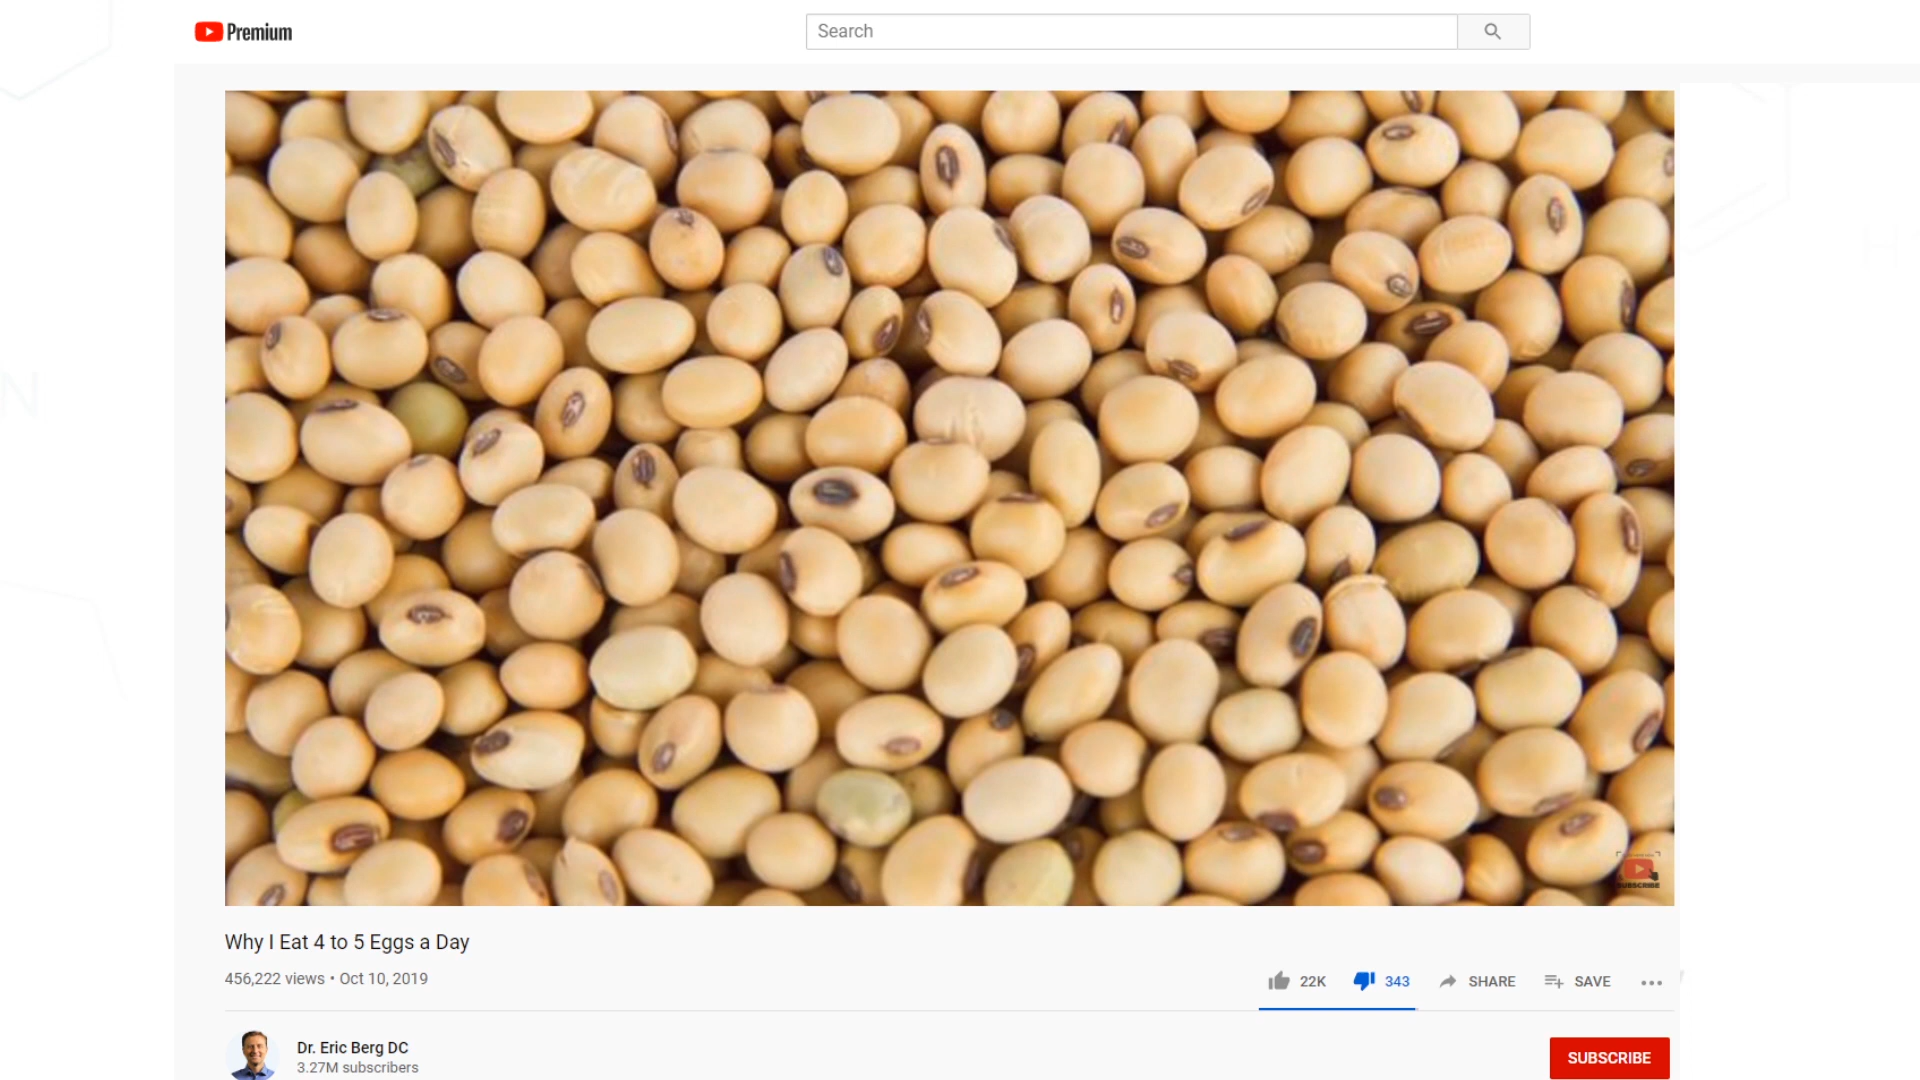 Premium
Search
SUBSCRIBE
Why I Eat 4 to 5 Eggs a Day
456,222 views • Oct 10, 2019
22K
343
SHARE
SAVE
Dr. Eric Berg DC
3.27M subscribers
SUBSCRIBE
N
H